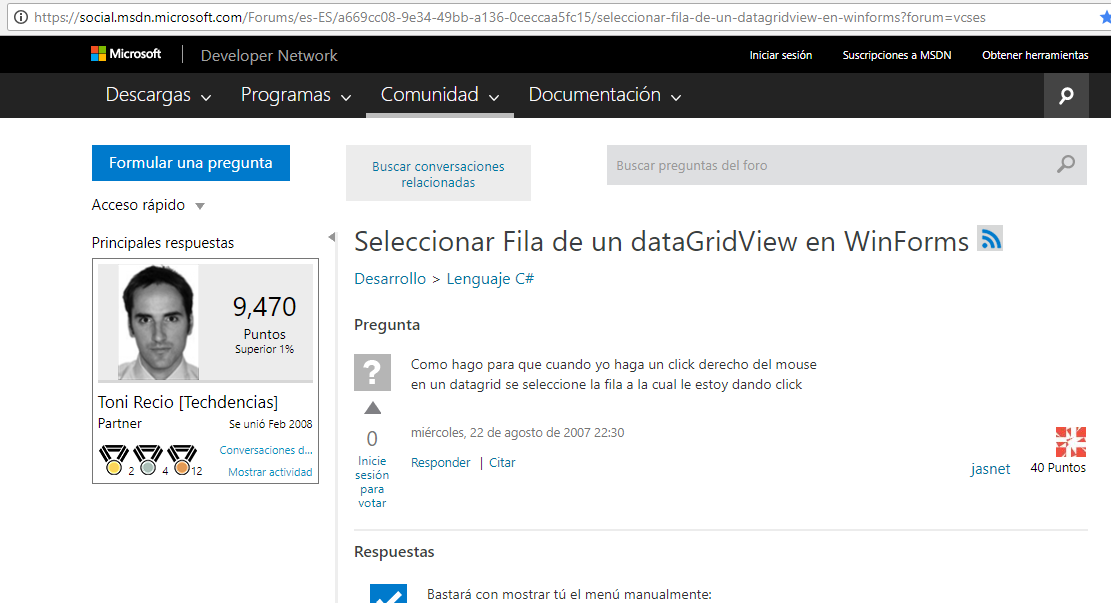 https://social.msdn.microsoft.com/Forums/es-ES/a669cc08-9e34-49bb-a136-0ceccaa5fc15/seleccionar-fila-de-un-datagridview-en-winforms?forum=vcses
Microsoft
Developer Network
Iniciar sesión
Suscripciones a MSDN
Obtener herramientas
Descargas
Programas
Comunidad
Documentación
Formular una pregunta
Buscar conversaciones
relacionadas
Buscar preguntas del foro
Acceso rápido
Principales respuestas
9,470
Puntos
Superior 1%
Toni Recio [Techdencias]
Partner
Se unió Feb 2008
2
4
12
Conversaciones d...
Mostrar actividad
Seleccionar Fila de un dataGridView en WinForms
Desarrollo > Lenguaje C#
Pregunta
?
Como hago para que cuando yo haga un click derecho del mouse
en un datagrid se seleccione la fila a la cual le estoy dando click
0
Inicie
sesión
para
votar
miércoles, 22 de agosto de 2007 22:30
Responder | Citar
jasnet
40 Puntos
Respuestas
Bastará con mostrar tú el menú manualmente: